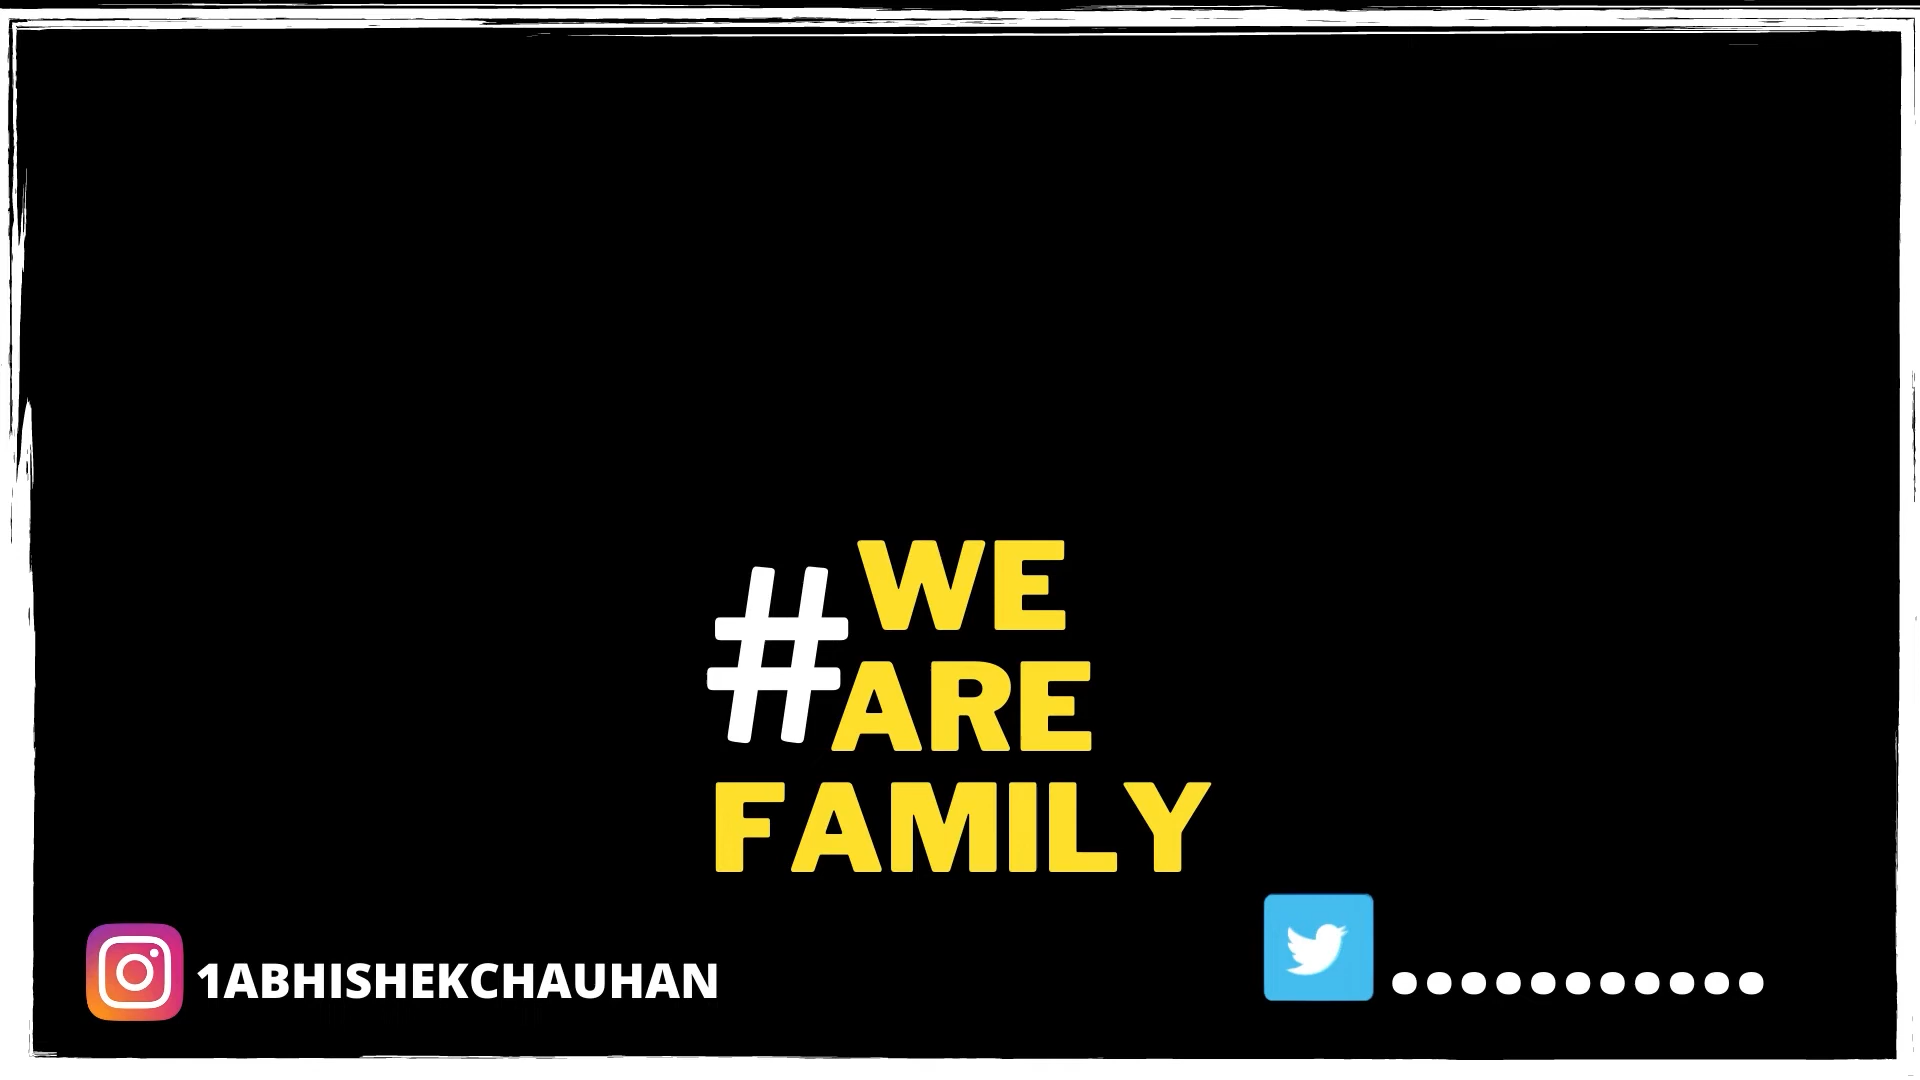 #WE
ARE
FAMILY
1ABHISHEKCHAUHAN
...........